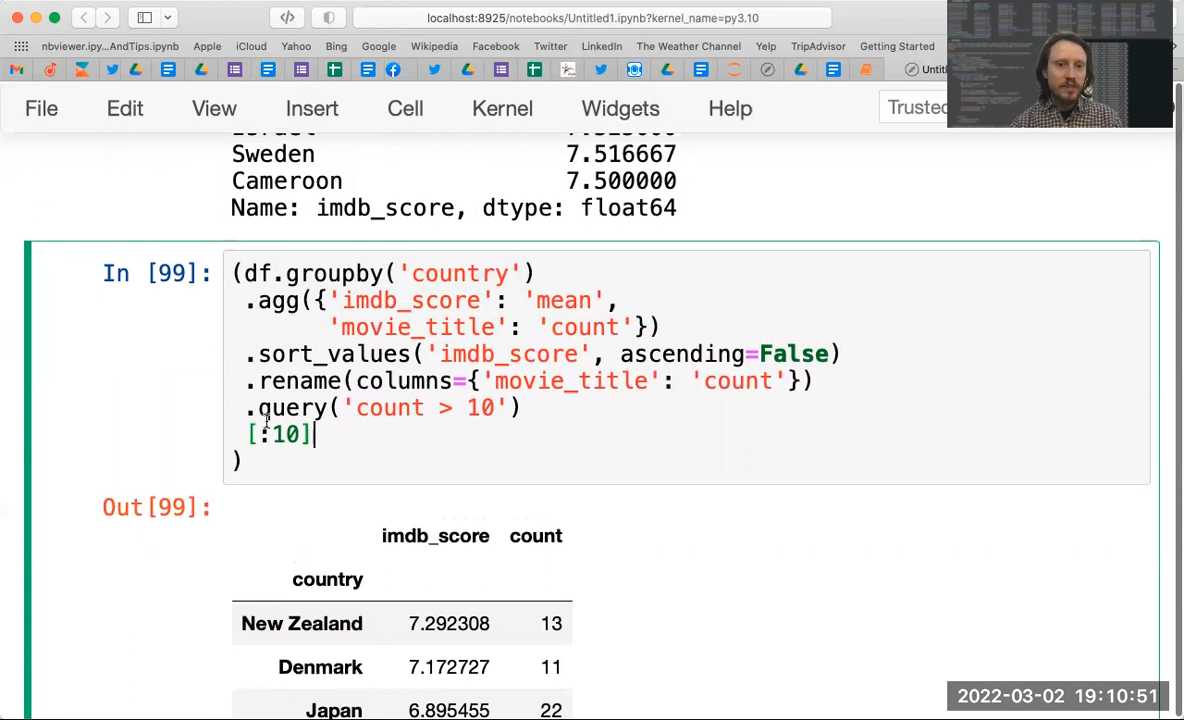 localhost:8925/notebooks/Untitled1.ipynb?kernel_name=py3.10
nbviewer.ipy...AndTips.ipynb Apple iCloud Yahoo Bing Google Wikipedia Facebook Twitter LinkedIn The Weather Channel Yelp TripAdvisor Getting Started
File Edit View Insert Cell Kernel Widgets Help Trusted
Sweden 7.516667
Cameroon 7.500000
Name: imdb_score, dtype: float64
In [99]: (df.groupby('country')
.agg({'imdb_score': 'mean',
'movie_title': 'count'})
.sort_values('imdb_score', ascending=False)
.rename(columns={'movie_title': 'count'})
.query('count > 10')
[:10]
)
Out[99]:
imdb_score count
country
New Zealand 7.292308 13
Denmark 7.172727 11
Japan 6.895455 22
2022-03-02 19:10:51